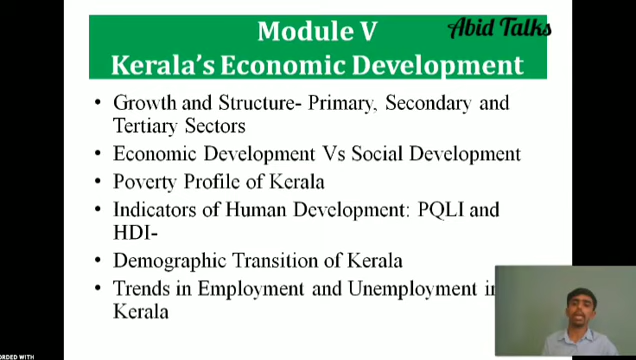 Module V
Abid Talks
Kerala's Economic Development
• Growth and Structure- Primary, Secondary and
Tertiary Sectors
• Economic Development Vs Social Development
• Poverty Profile of Kerala
• Indicators of Human Development: PQLI and
HDI-
• Demographic Transition of Kerala
• Trends in Employment and Unemployment in
Kerala
ORDED WITH